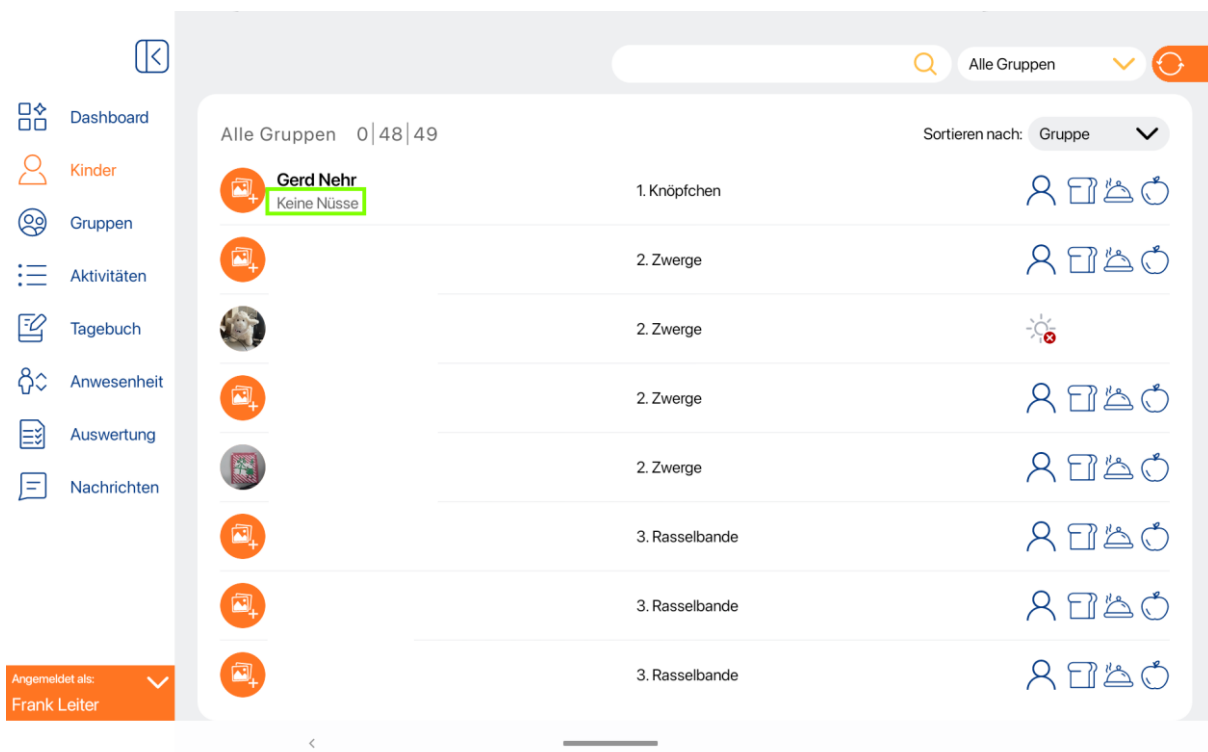 Alle Gruppen
Dashboard
Kinder
Gruppen
Aktivitäten
Tagebuch
Anwesenheit
Auswertung
Nachrichten
Angemeldet als:
Frank Leiter
Alle Gruppen 0|48|49
Sortieren nach: Gruppe
Gerd Nehr
Keine Nüsse
1. Knöpfchen
2. Zwerge
2. Zwerge
2. Zwerge
2. Zwerge
3. Rasselbande
3. Rasselbande
3. Rasselbande